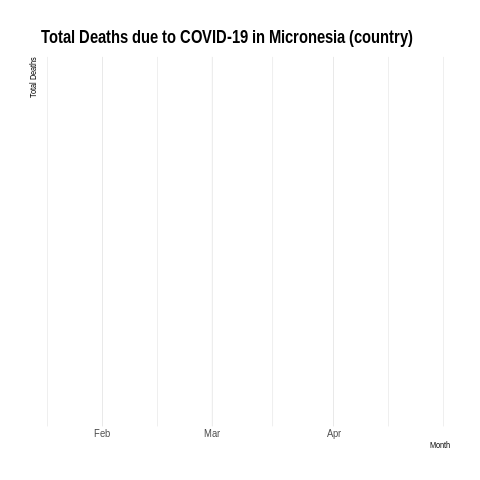 Total Deaths due to COVID-19 in Micronesia (country)
Total Deaths
Feb Mar Apr
Month